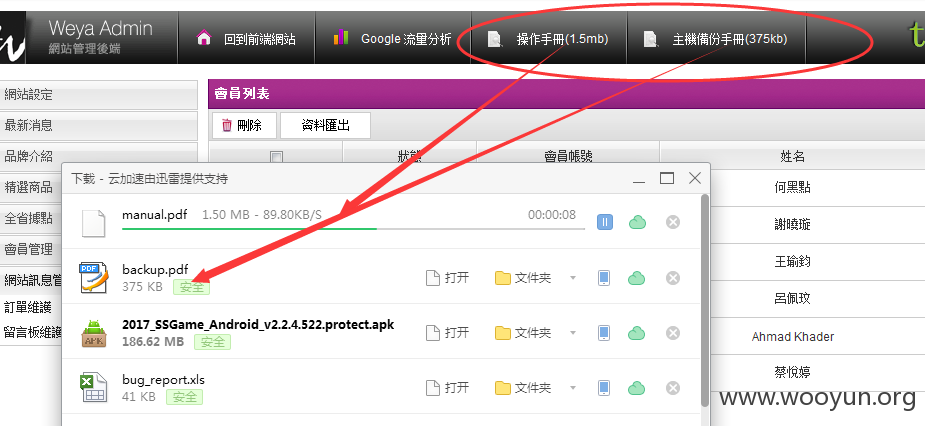 Weya Admin
網站管理後端
回到前端網站
Google 流量分析
操作手冊(1.5mb)
主機備份手冊(375kb)
網站設定
最新消息
品牌介紹
精選商品
全省據點
會員管理
網站訊息管
訂單維護
留言板維護
會員列表
刪除
資料匯出
狀態
會員帳號
姓名
何黑點
謝曉璇
王瑜鈞
呂佩玟
Ahmad Khader
蔡悅婷
下载 - 云加速由迅雷提供支持
manual.pdf 1.50 MB - 89.80KB/S 00:00:08
backup.pdf
375 KB 安全
打开 文件夹
2017_SSGame_Android_v2.2.4.522.protect.apk
186.62 MB 安全
打开 文件夹
bug_report.xls
41 KB 安全
打开 文件夹
PDF
APK
www.wooyun.org